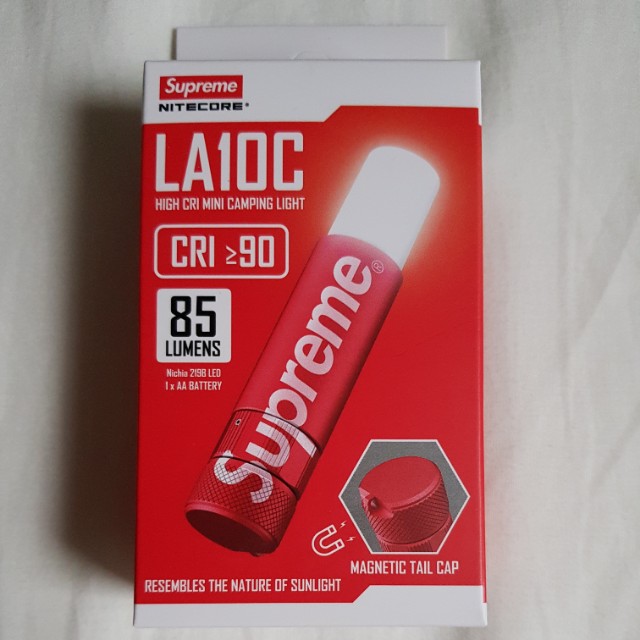 Supreme
NITECORE®
LA10C
HIGH CRI MINI CAMPING LIGHT
CRI ≥90
85
LUMENS
Nichia 219B LED
1 x AA BATTERY
Supreme®
MAGNETIC TAIL CAP
RESEMBLES THE NATURE OF SUNLIGHT